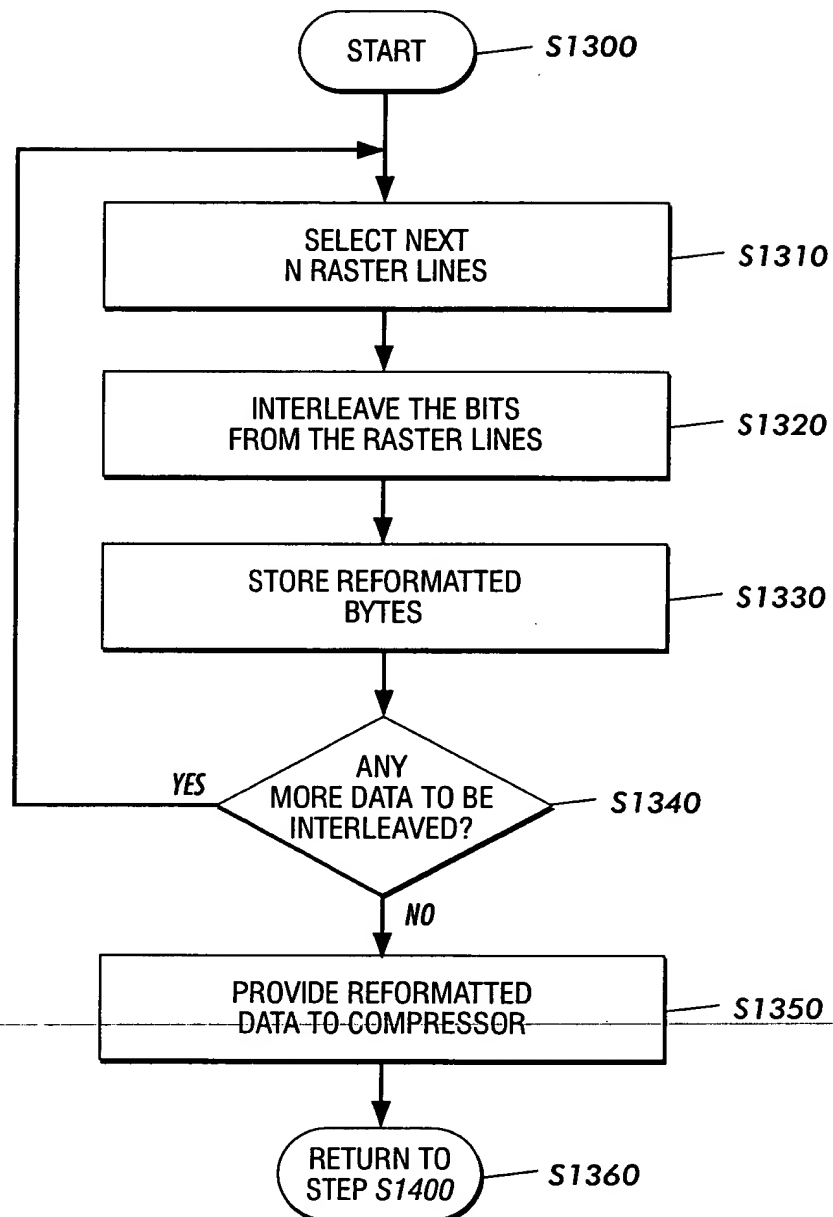 START
S1300
SELECT NEXT
N RASTER LINES
S1310
INTERLEAVE THE BITS
FROM THE RASTER LINES
S1320
STORE REFORMATTED
BYTES
S1330
ANY
MORE DATA TO BE
INTERLEAVED?
S1340
YES
NO
PROVIDE REFORMATTED
DATA TO COMPRESSOR
S1350
RETURN TO
STEP S1400
S1360